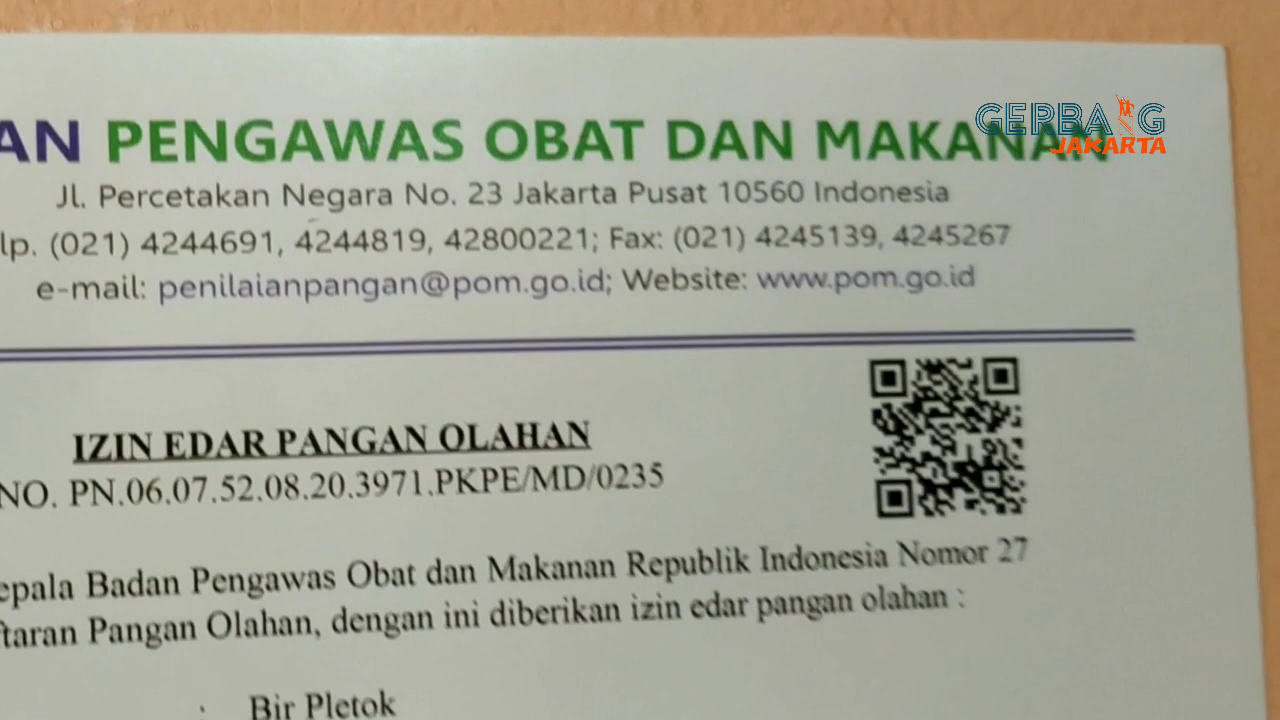 GERBANG
JAKARTA
AN PENGAWAS OBAT DAN MAKANAN
Jl. Percetakan Negara No. 23 Jakarta Pusat 10560 Indonesia
lp. (021) 4244691, 4244819, 42800221; Fax: (021) 4245139, 4245267
e-mail: penilaianpangan@pom.go.id; Website: www.pom.go.id
IZIN EDAR PANGAN OLAHAN
NO. PN.06.07.52.08.20.3971.PKPE/MD/0235
epala Badan Pengawas Obat dan Makanan Republik Indonesia Nomor 27
ftaran Pangan Olahan, dengan ini diberikan izin edar pangan olahan :
: Bir Pletok